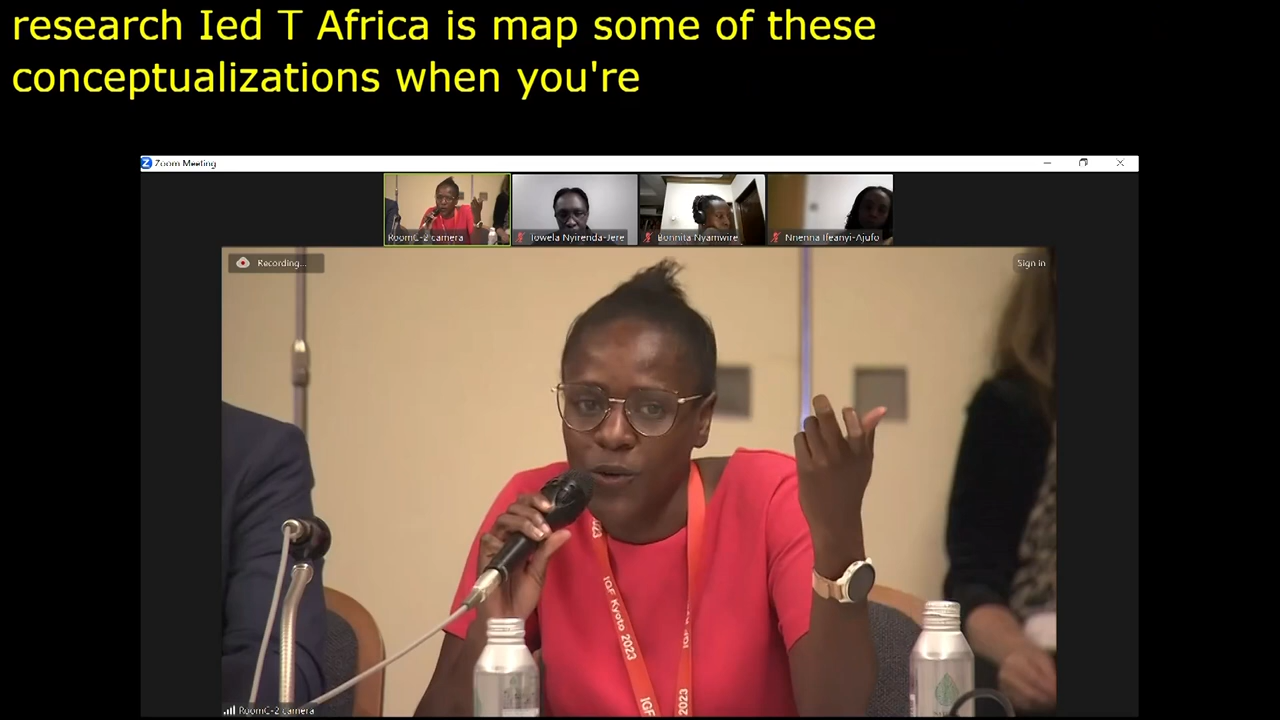 research Ied T Africa is map some of these
conceptualizations when you're
Zoom Meeting
RoomC-2 camera
Towela Nyirenda-Jere
Bonnita Nyamwire
Nnenna Ifeanyi-Ajufo
Recording...
Sign in
IGF Kyoto 2023
2023
RoomC-2 camera